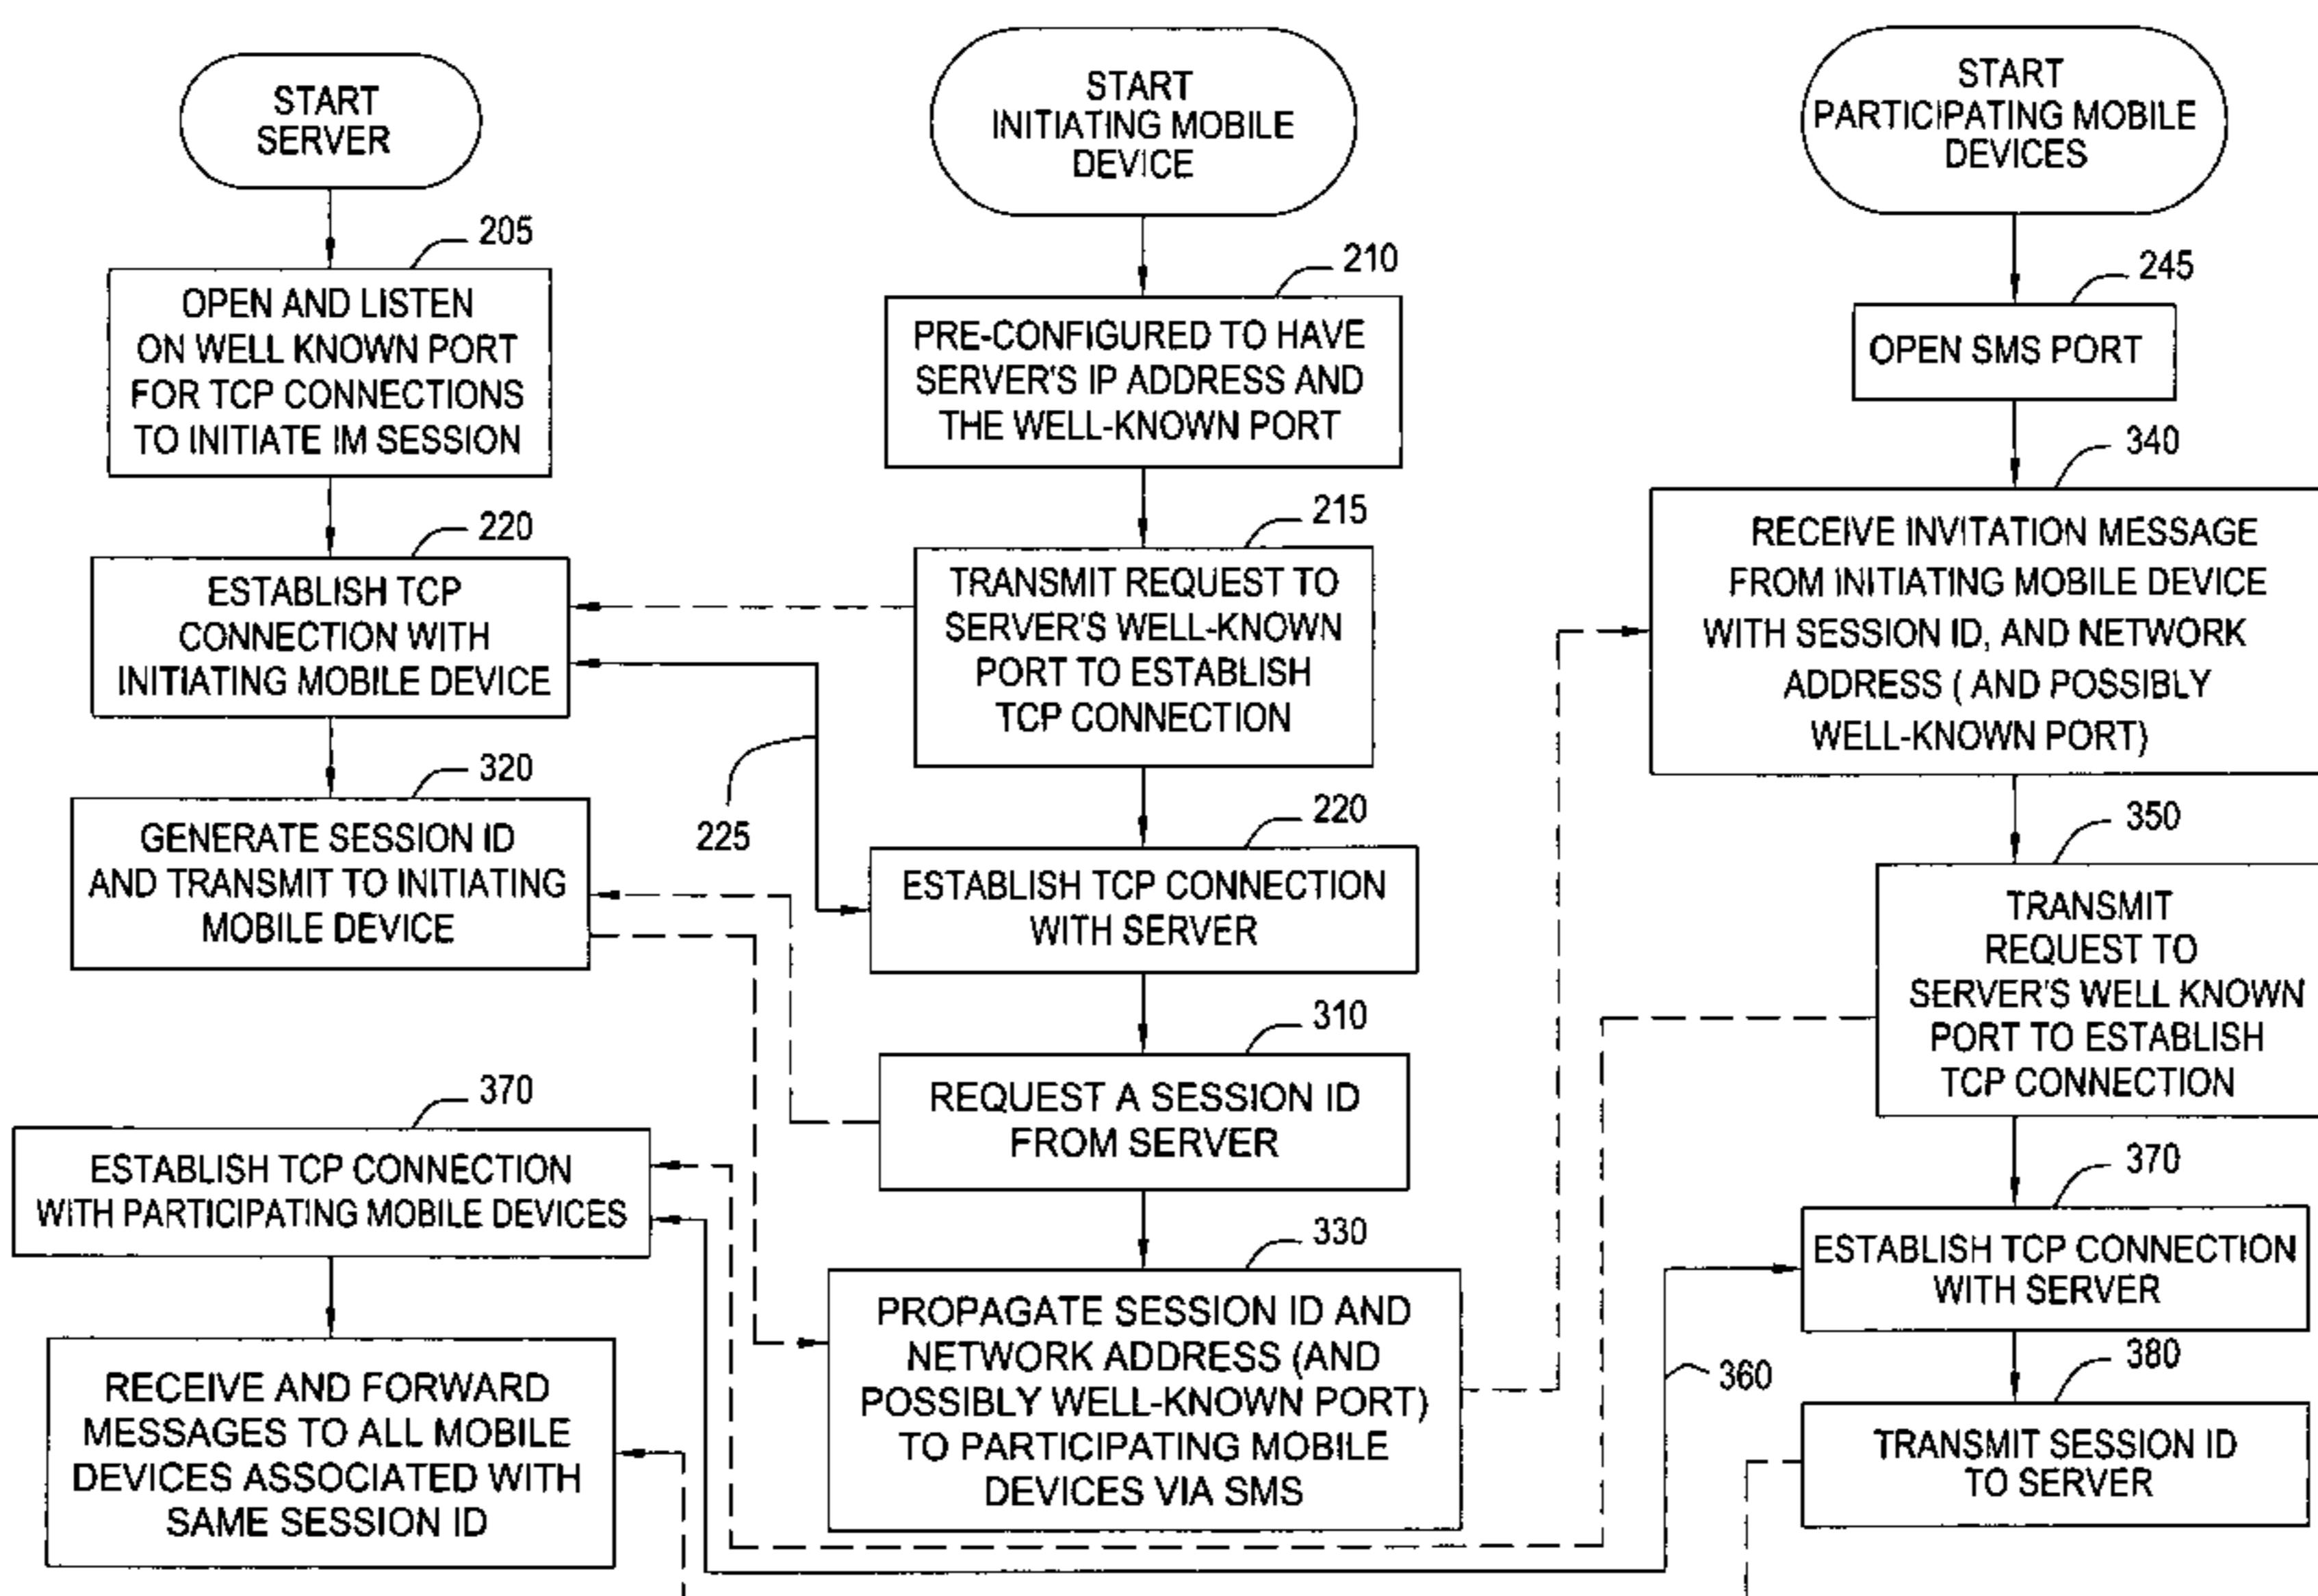 START
SERVER
205
OPEN AND LISTEN
ON WELL KNOWN PORT
FOR TCP CONNECTIONS
TO INITIATE IM SESSION
220
ESTABLISH TCP
CONNECTION WITH
INITIATING MOBILE DEVICE
320
GENERATE SESSION ID
AND TRANSMIT TO INITIATING
MOBILE DEVICE
370
ESTABLISH TCP CONNECTION
WITH PARTICIPATING MOBILE DEVICES
RECEIVE AND FORWARD
MESSAGES TO ALL MOBILE
DEVICES ASSOCIATED WITH
SAME SESSION ID
START
INITIATING MOBILE
DEVICE
210
PRE-CONFIGURED TO HAVE
SERVER'S IP ADDRESS AND
THE WELL-KNOWN PORT
215
TRANSMIT REQUEST TO
SERVER'S WELL-KNOWN
PORT TO ESTABLISH
TCP CONNECTION
225
220
ESTABLISH TCP CONNECTION
WITH SERVER
310
REQUEST A SESSION ID
FROM SERVER
330
PROPAGATE SESSION ID AND
NETWORK ADDRESS (AND
POSSIBLY WELL-KNOWN PORT)
TO PARTICIPATING MOBILE
DEVICES VIA SMS
START
PARTICIPATING MOBILE
DEVICES
245
OPEN SMS PORT
340
RECEIVE INVITATION MESSAGE
FROM INITIATING MOBILE DEVICE
WITH SESSION ID, AND NETWORK
ADDRESS ( AND POSSIBLY
WELL-KNOWN PORT)
350
TRANSMIT
REQUEST TO
SERVER'S WELL KNOWN
PORT TO ESTABLISH
TCP CONNECTION
370
ESTABLISH TCP CONNECTION
WITH SERVER
360
380
TRANSMIT SESSION ID
TO SERVER